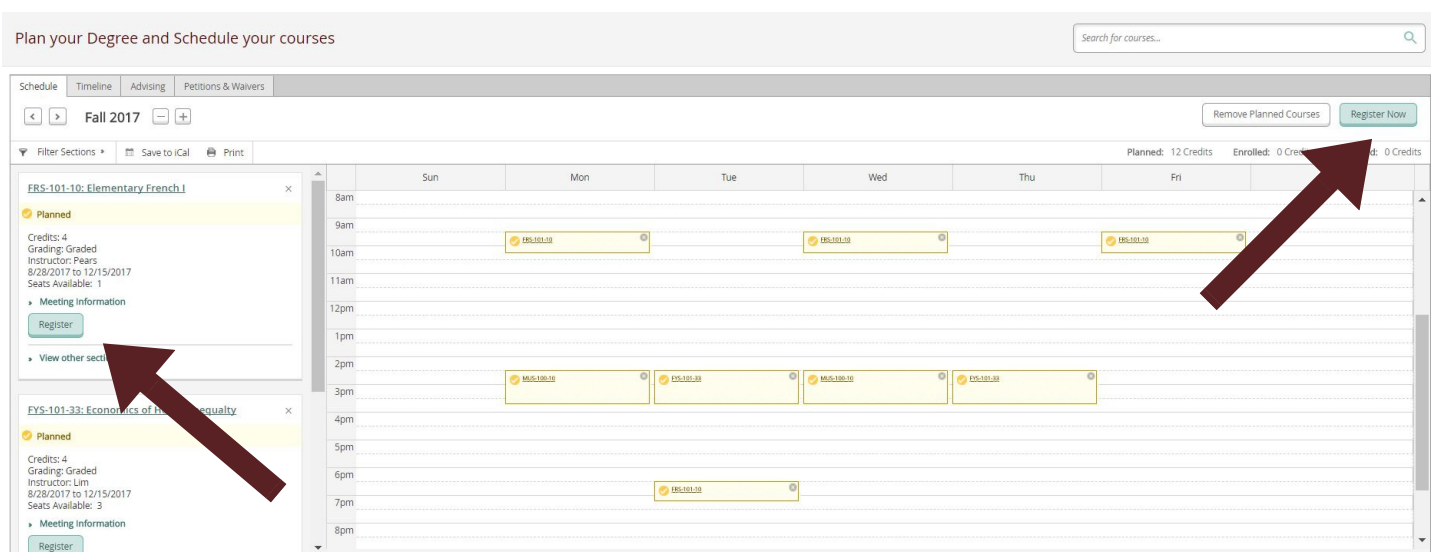 Plan your Degree and Schedule your courses
Search for courses...
Schedule Timeline Advising Petitions & Waivers
Fall 2017
Remove Planned Courses Register Now
Filter Sections Save to iCal Print
Planned: 12 Credits Enrolled: 0 0 Credits
FRS-101-10: Elementary French I
Planned
Credits: 4
Grading: Graded
Instructor: Pears
8/28/2017 to 12/15/2017
Seats Available: 1
Meeting Information
Register
View other
FYS-101-33: of
Planned
Credits: 4
Grading: Graded
Instructor: Lim
8/28/2017 to 12/15/2017
Seats Available: 3
Meeting Information
Register
Sun Mon Tue Wed Thu Fri
8am
9am
FRS-101-10 FRS-101-10 FRS-101-10
10am
11am
12pm
1pm
2pm
MUS-100-10 FYS-101-33 MUS-100-10 FYS-101-33
3pm
4pm
5pm
6pm
FRS-101-10
7pm
8pm